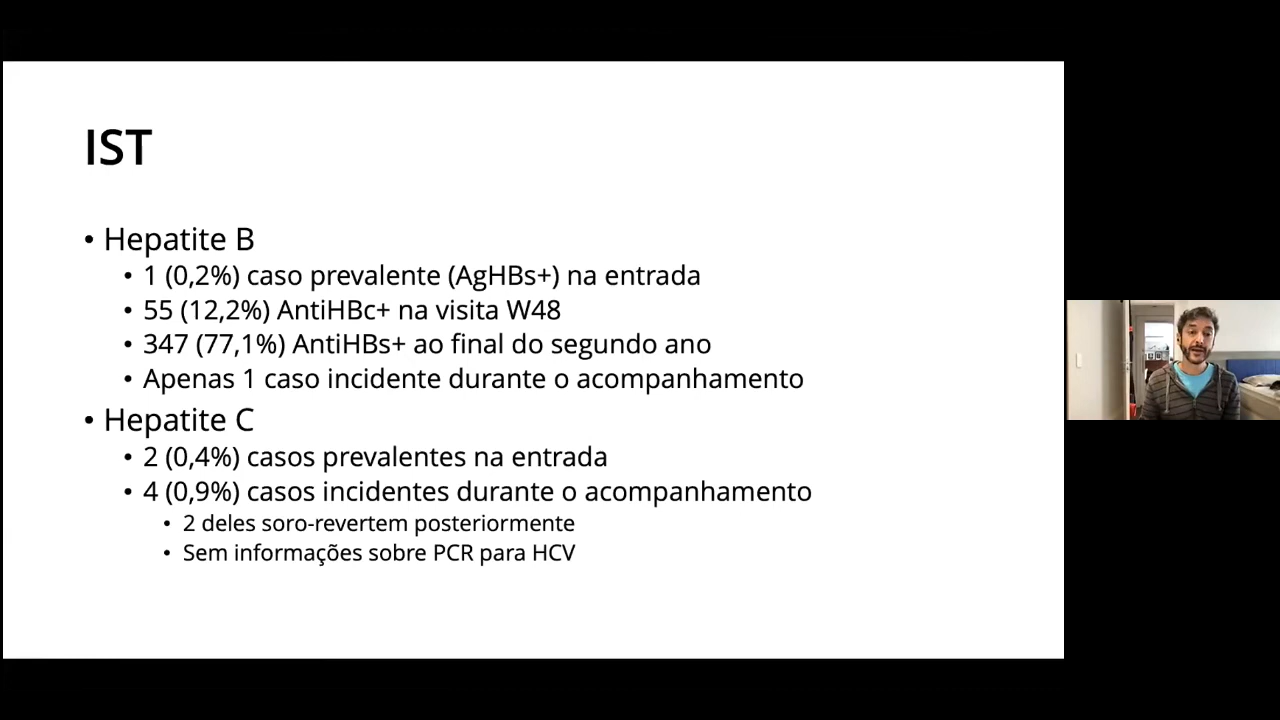 IST
• Hepatite B
• 1 (0,2%) caso prevalente (AgHBs+) na entrada
• 55 (12,2%) AntiHBc+ na visita W48
• 347 (77,1%) AntiHBs+ ao final do segundo ano
• Apenas 1 caso incidente durante o acompanhamento
• Hepatite C
• 2 (0,4%) casos prevalentes na entrada
• 4 (0,9%) casos incidentes durante o acompanhamento
• 2 deles soro-revertem posteriormente
• Sem informações sobre PCR para HCV